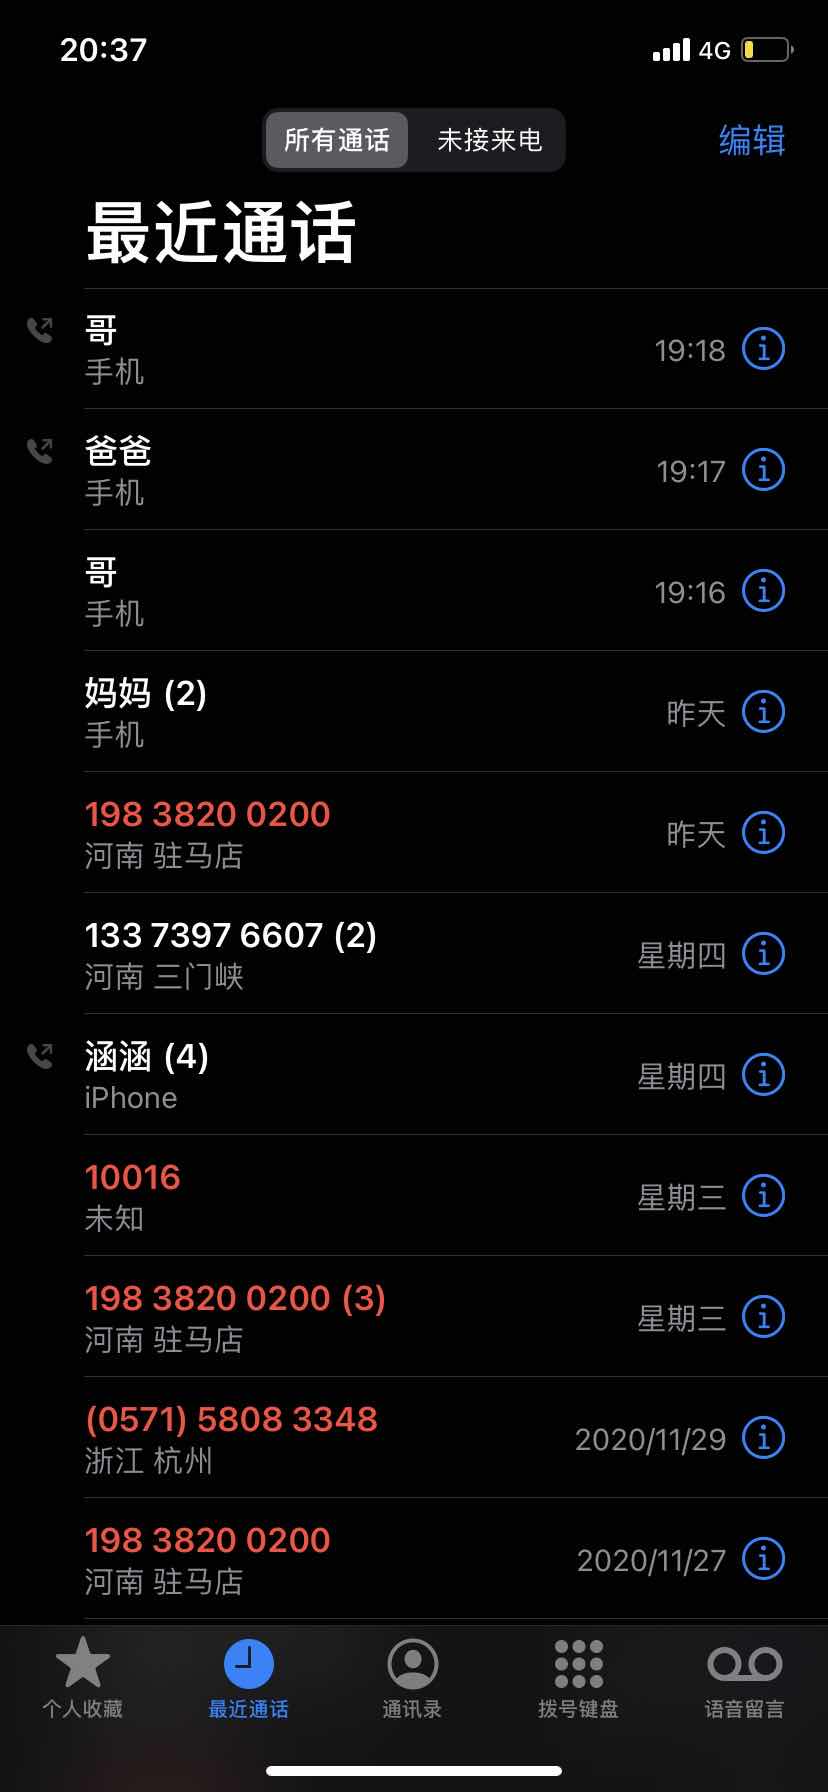 20:37
4G
所有通话 未接来电 编辑
最近通话
哥
手机
19:18
爸爸
手机
19:17
哥
手机
19:16
妈妈 (2)
手机
昨天
198 3820 0200
河南 驻马店
昨天
133 7397 6607 (2)
河南 三门峡
星期四
涵涵 (4)
iPhone
星期四
10016
未知
星期三
198 3820 0200 (3)
河南 驻马店
星期三
(0571) 5808 3348
浙江 杭州
2020/11/29
198 3820 0200
河南 驻马店
2020/11/27
个人收藏 最近通话 通讯录 拨号键盘 语音留言